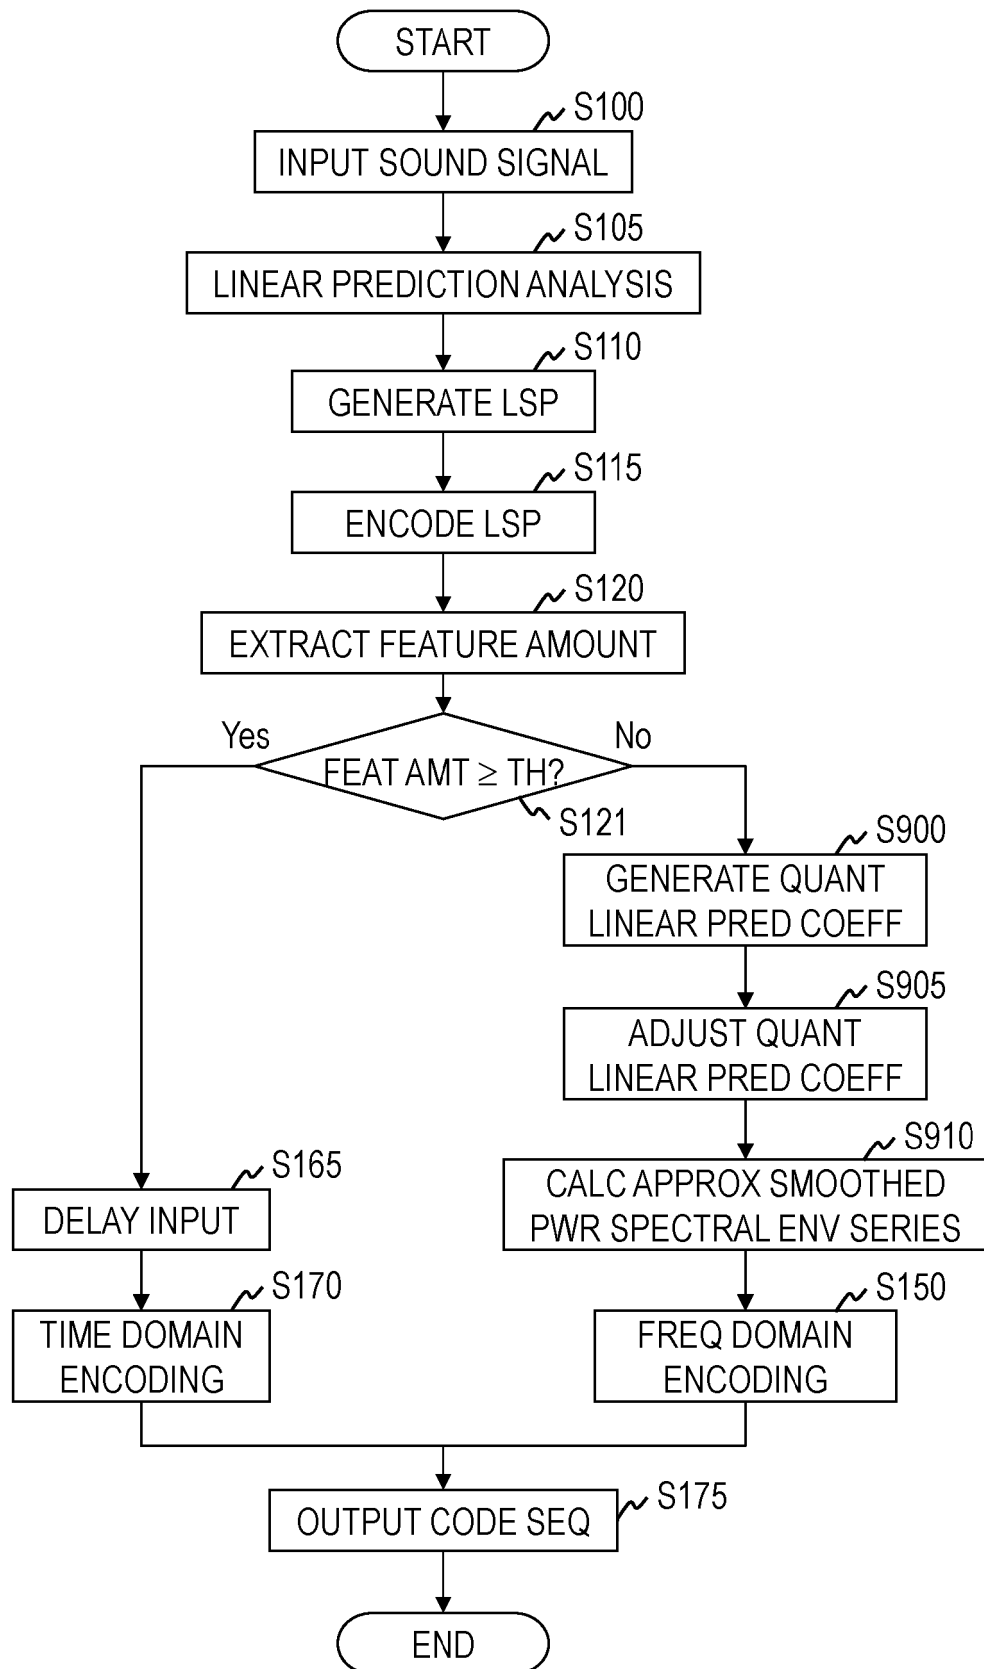 START
S100
INPUT SOUND SIGNAL
S105
LINEAR PREDICTION ANALYSIS
S110
GENERATE LSP
S115
ENCODE LSP
S120
EXTRACT FEATURE AMOUNT
Yes
No
FEAT AMT ≥ TH?
S121
S900
GENERATE QUANT
LINEAR PRED COEFF
S905
ADJUST QUANT
LINEAR PRED COEFF
S910
CALC APPROX SMOOTHED
PWR SPECTRAL ENV SERIES
S165
DELAY INPUT
S170
TIME DOMAIN
ENCODING
S150
FREQ DOMAIN
ENCODING
S175
OUTPUT CODE SEQ
END